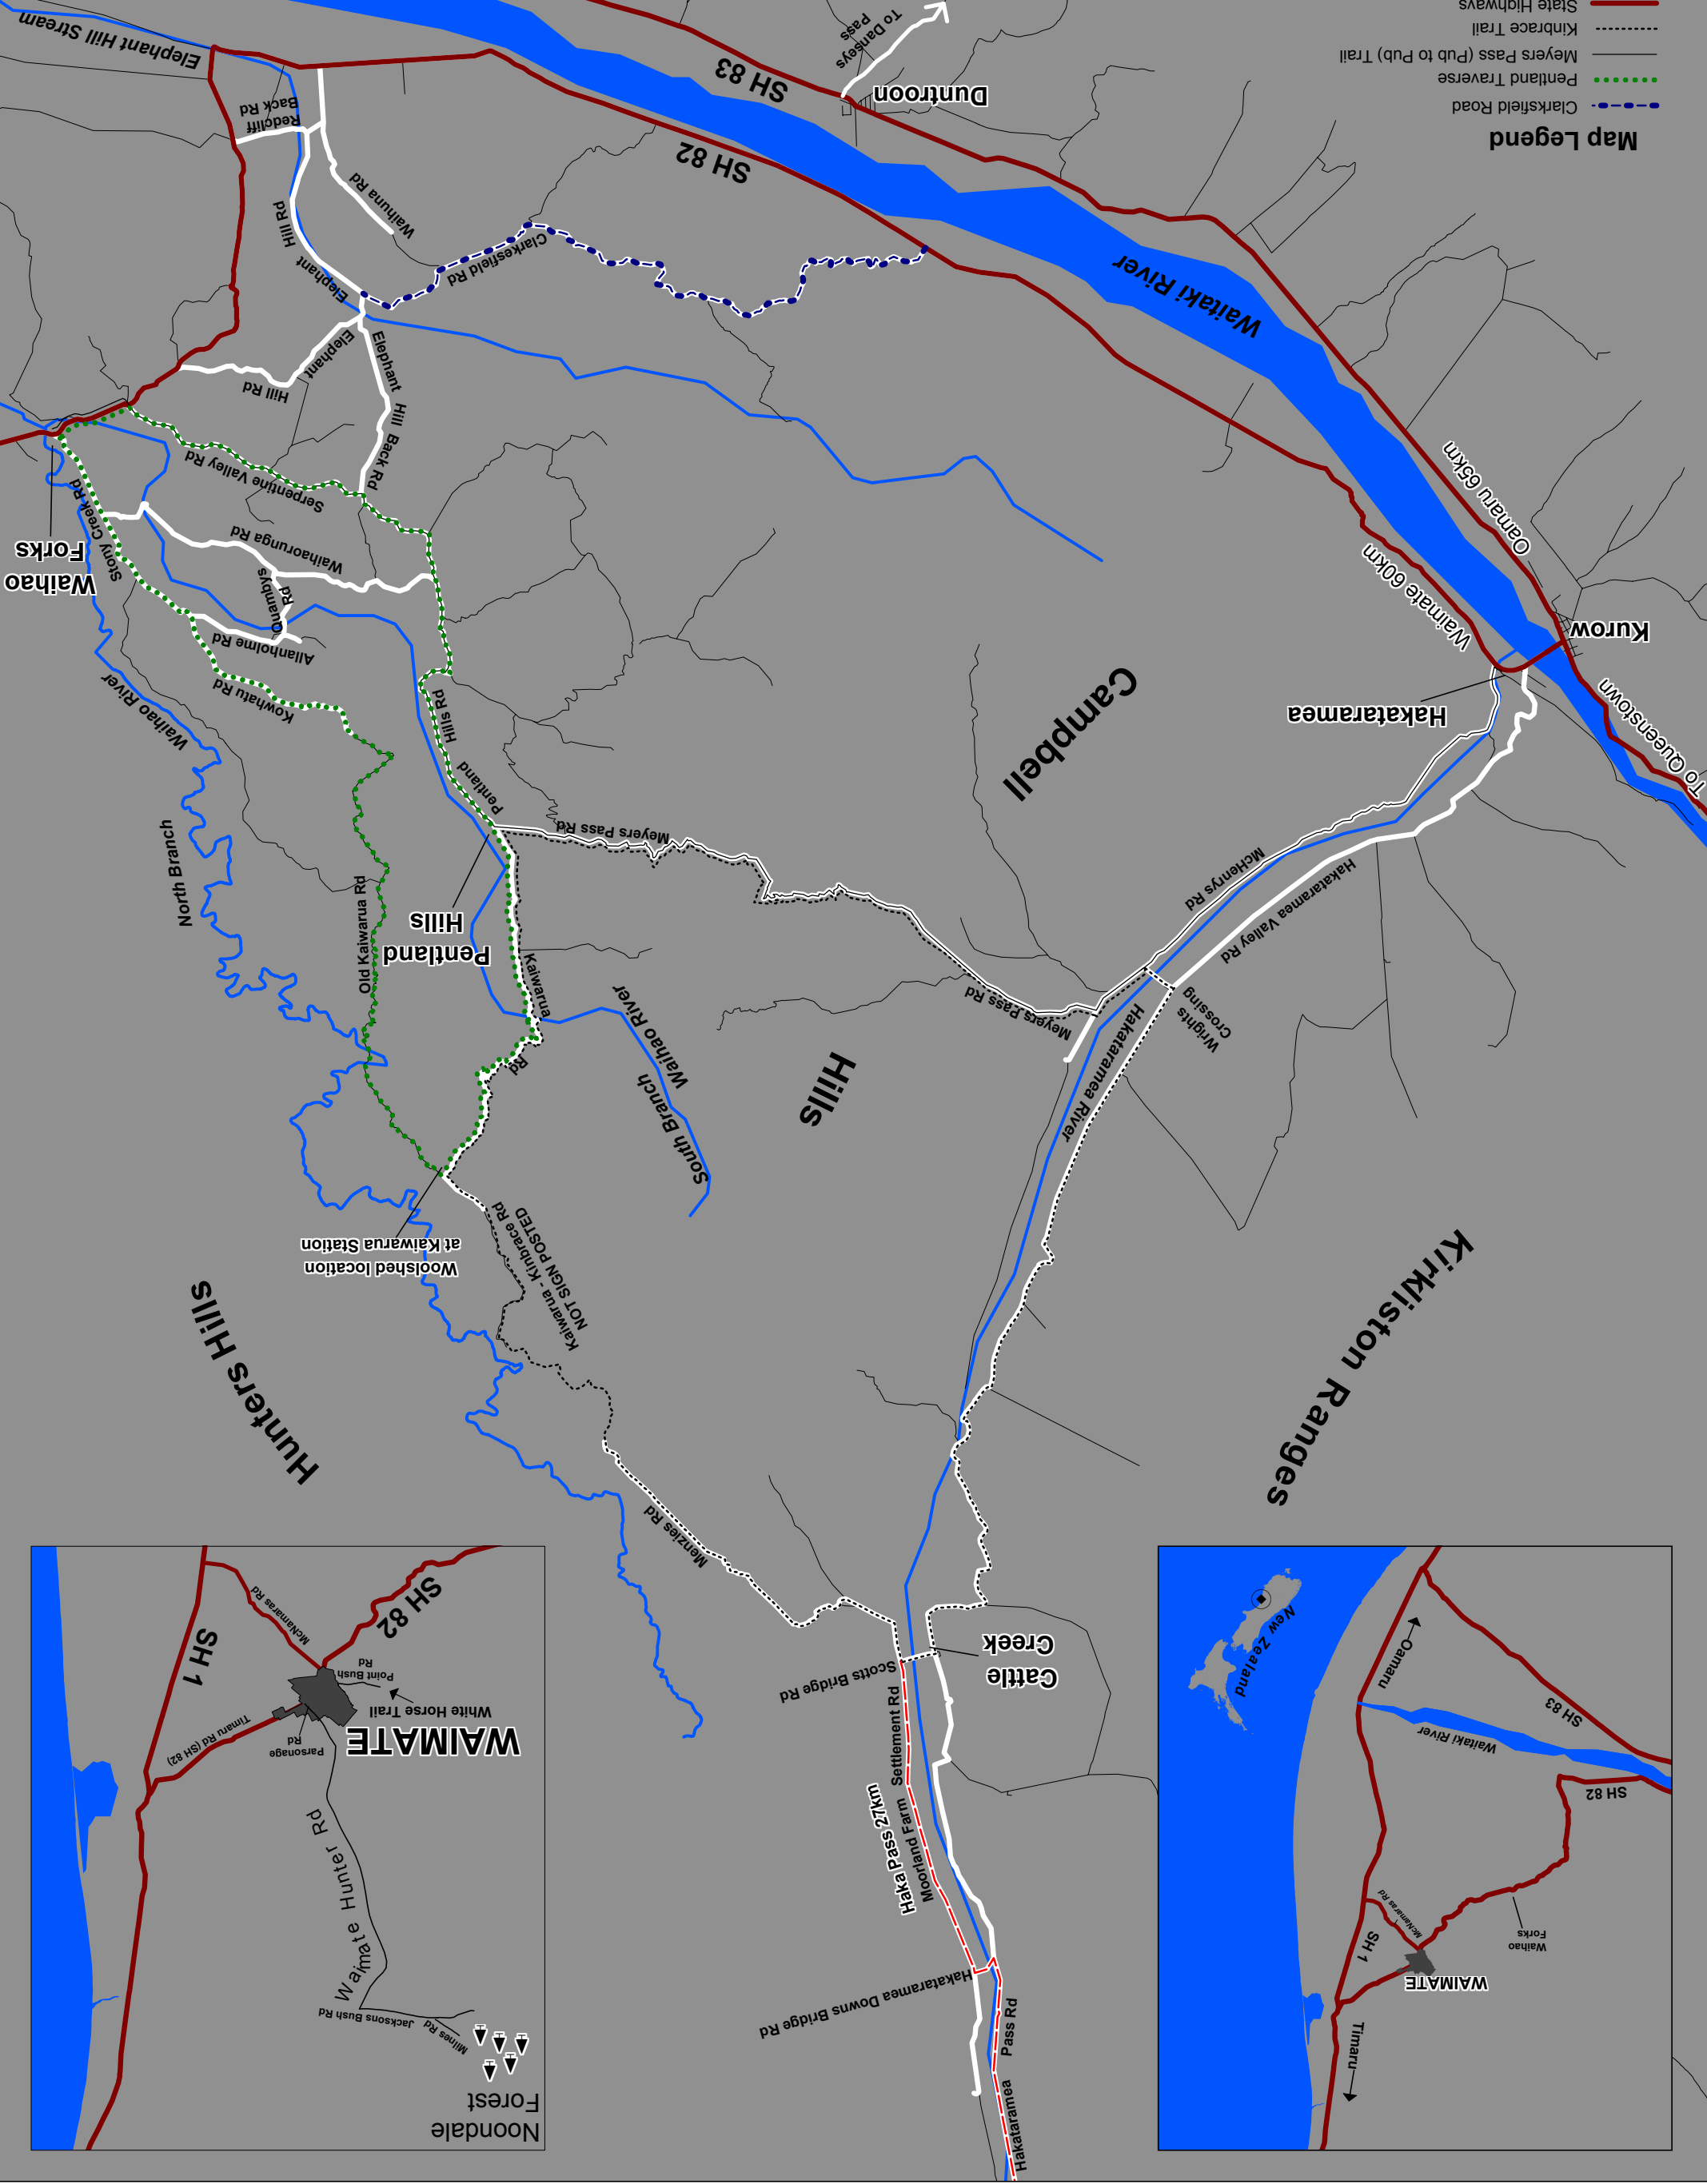 Hakataramea
Pass Rd
Hakataramea Downs Bridge Rd
Haka Pass 27km
Moorland Farm
Settlement Rd
Scotts Bridge Rd
Cattle
Creek
Menzies Rd
Noondale
Forest
Milnes Rd
Jacksons Bush Rd
Waimate Hunter Rd
WAIMATE
White Horse Trail
Parsonage
Rd
Timaru Rd (SH 82)
Point Bush
Rd
McNamaras Rd
SH 1
SH 82
Timaru
WAIMATE
Waihao
Forks
McNamaras Rd
SH 1
SH 82
Waitaki River
SH 83
Oamaru
New Zealand
Kirkliston Ranges
Hunters Hills
Kaiwarua - Kinbrace Rd
NOT SIGN POSTED
Woolshed location
at Kaiwarua Station
South Branch
Waihao River
Hills
Campbell
Hakataramea River
Wrights
Crossing
Meyers Pass Rd
Meyers Pass Rd
McHenrys Rd
Hakataramea Valley Rd
Kaiwarua
Rd
Pentland
Hills
Old Kaiwarua Rd
North Branch
Waihao River
Pentland
Hills Rd
Kowhatu Rd
Allanholme Rd
Quambys
Rd
Waihaorunga Rd
Stony Creek Rd
Waihao
Forks
Serpentine Valley Rd
Elephant Hill Back Rd
Elephant
Hill Rd
Elephant
Hill Rd
Clarkesfield Rd
Waihuna Rd
Redcliff
Back Rd
Elephant Hill Stream
Hakataramea
Kurow
To Queenstown
Waimate 60km
Oamaru 65km
Waitaki River
SH 82
SH 83
Duntroon
To Danseys
Pass
Map Legend
Clarksfield Road
Pentland Traverse
Meyers Pass (Pub to Pub) Trail
Kinbrace Trail
State Highways